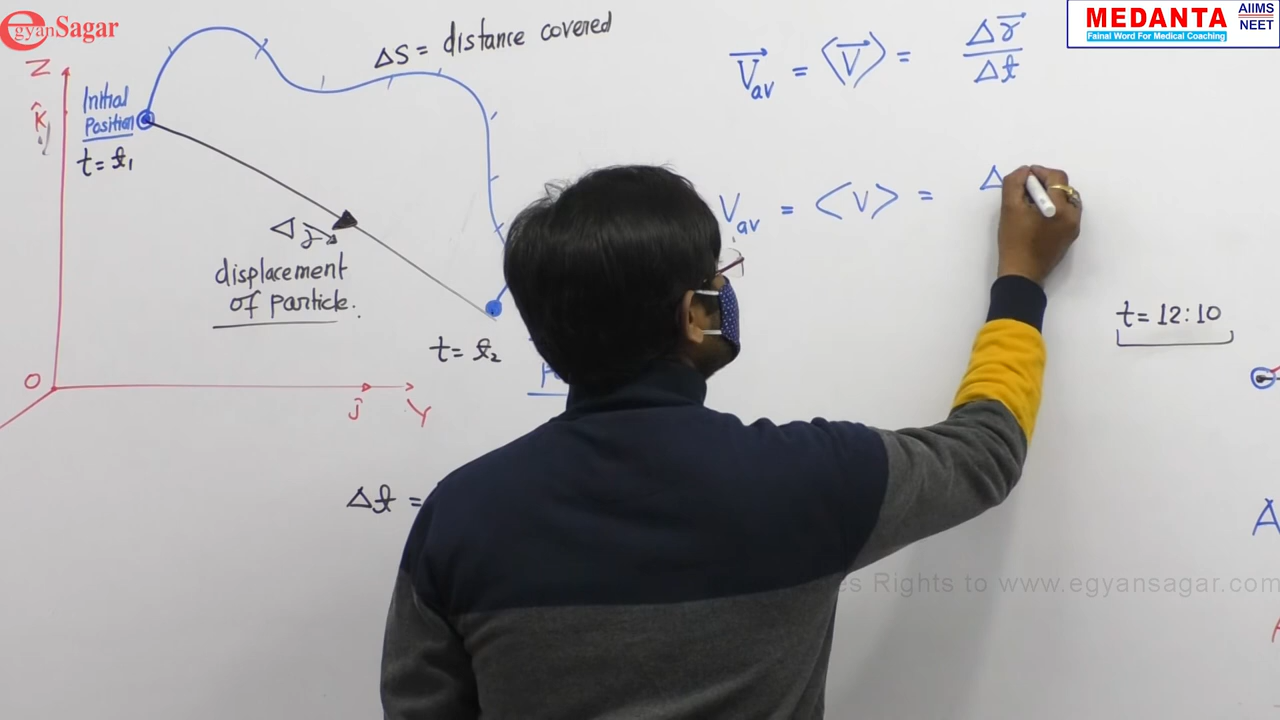 egyanSagar
MEDANTA
AIIMS
NEET
Fainal Word For Medical Coaching
Z
K̂
Initial
Position
t = t₁
ΔS = distance covered
Δr⃗
displacement
of particle.
t = t₂
O
ĵ
Y
Δt =
V⃗av = <V⃗> = Δr⃗/Δt
Vav = <V> = Δ
t = 12:10
A
es Rights to www.egyansagar.com